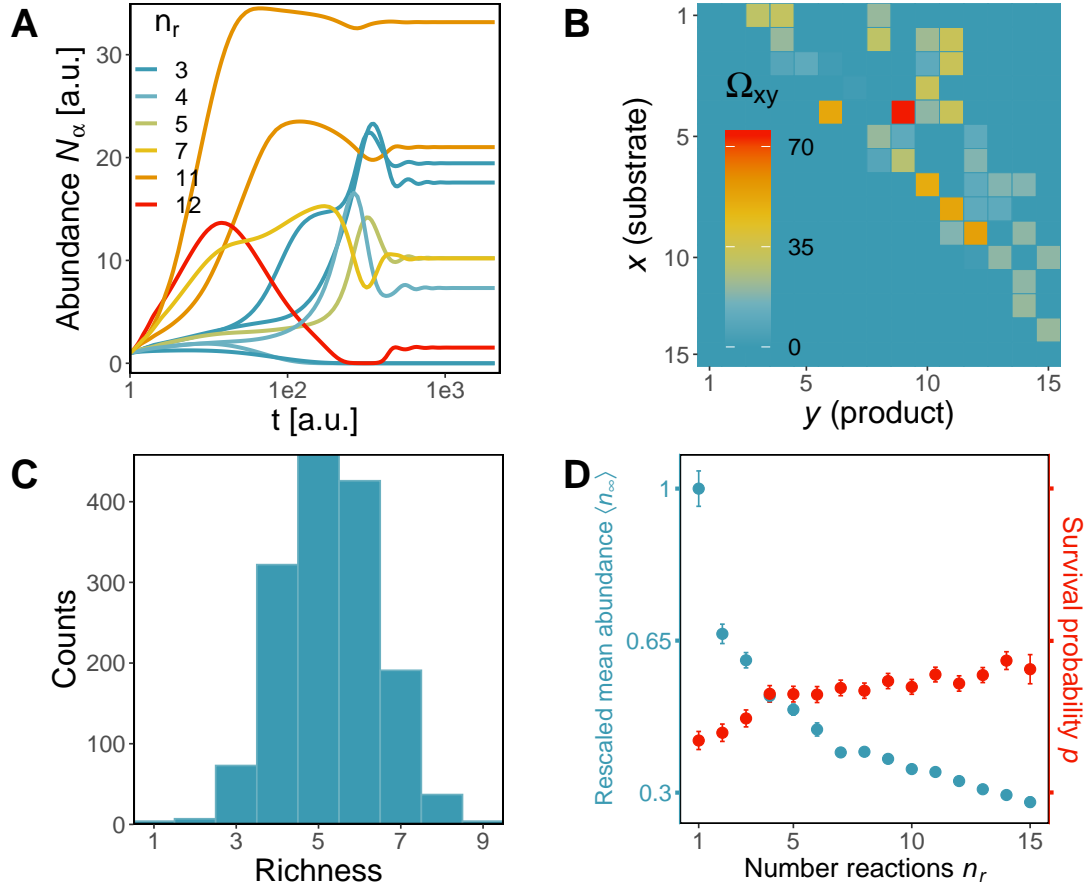 A
n_r
3
4
5
7
11
12
Abundance N_α [a.u.]
30
20
10
0
1
1e2
1e3
t [a.u.]
B
Ω_xy
70
35
0
x (substrate)
1
5
10
15
1
5
10
15
y (product)
C
Counts
400
300
200
100
0
1
3
5
7
9
Richness
D
Rescaled mean abundance ⟨n_∞⟩
1
0.65
0.3
Survival probability p
1
5
10
15
Number reactions n_r